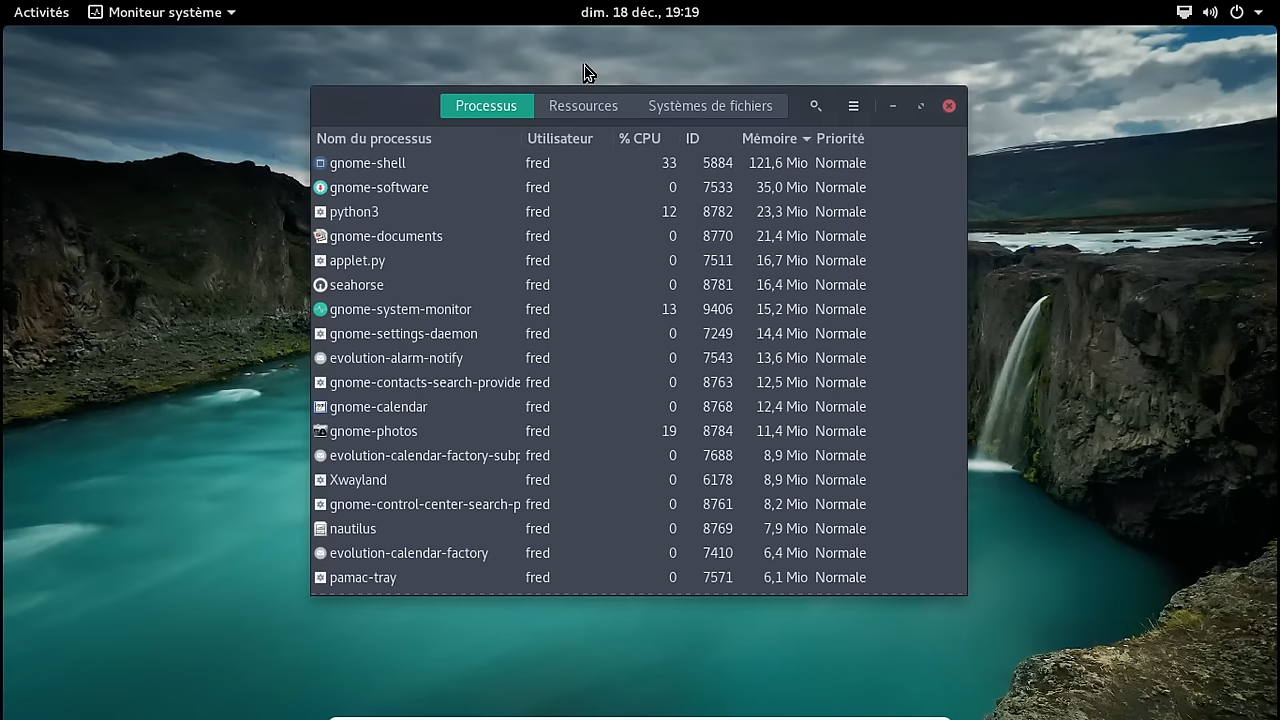 Activités Moniteur système dim. 18 déc., 19:19
Processus Ressources Systèmes de fichiers
Nom du processus Utilisateur % CPU ID Mémoire Priorité
gnome-shell fred 33 5884 121,6 Mio Normale
gnome-software fred 0 7533 35,0 Mio Normale
python3 fred 12 8782 23,3 Mio Normale
gnome-documents fred 0 8770 21,4 Mio Normale
applet.py fred 0 7511 16,7 Mio Normale
seahorse fred 0 8781 16,4 Mio Normale
gnome-system-monitor fred 13 9406 15,2 Mio Normale
gnome-settings-daemon fred 0 7249 14,4 Mio Normale
evolution-alarm-notify fred 0 7543 13,6 Mio Normale
gnome-contacts-search-provide fred 0 8763 12,5 Mio Normale
gnome-calendar fred 0 8768 12,4 Mio Normale
gnome-photos fred 19 8784 11,4 Mio Normale
evolution-calendar-factory-subp fred 0 7688 8,9 Mio Normale
Xwayland fred 0 6178 8,9 Mio Normale
gnome-control-center-search-p fred 0 8761 8,2 Mio Normale
nautilus fred 0 8769 7,9 Mio Normale
evolution-calendar-factory fred 0 7410 6,4 Mio Normale
pamac-tray fred 0 7571 6,1 Mio Normale